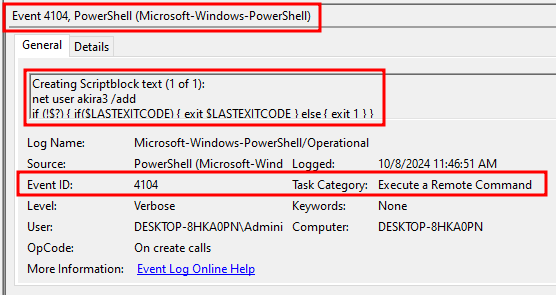 Event 4104, PowerShell (Microsoft-Windows-PowerShell)
General Details
Creating Scriptblock text (1 of 1):
net user akira3 /add
if (!$?) { if($LASTEXITCODE) { exit $LASTEXITCODE } else { exit 1 } }
Log Name: Microsoft-Windows-PowerShell/Operational
Source: PowerShell (Microsoft-Wind Logged: 10/8/2024 11:46:51 AM
Event ID: 4104 Task Category: Execute a Remote Command
Level: Verbose Keywords: None
User: DESKTOP-8HKA0PN\Admini Computer: DESKTOP-8HKA0PN
OpCode: On create calls
More Information: Event Log Online Help